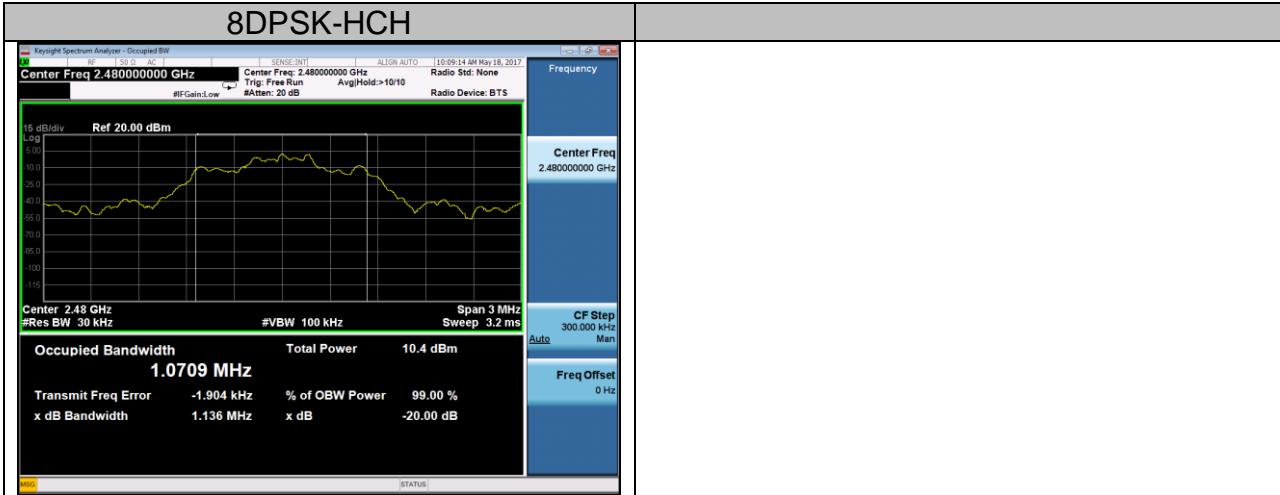 8DPSK-HCH
Keysight Spectrum Analyzer - Occupied BW
LXI RF 50 Ω AC SENSE:INT ALIGN AUTO 10:09:14 AM May 18, 2017
Center Freq 2.480000000 GHz Center Freq: 2.480000000 GHz Radio Std: None Frequency
Trig: Free Run Avg|Hold:>10/10
#IFGain:Low #Atten: 20 dB Radio Device: BTS
15 dB/div Ref 20.00 dBm
Log
5.00
-10.0
-25.0
-40.0
-55.0
-70.0
-85.0
-100
-115
Center Freq
2.480000000 GHz
Center 2.48 GHz Span 3 MHz
#Res BW 30 kHz #VBW 100 kHz Sweep 3.2 ms
CF Step
300.000 kHz
Auto Man
Occupied Bandwidth Total Power 10.4 dBm
1.0709 MHz
Freq Offset
0 Hz
Transmit Freq Error -1.904 kHz % of OBW Power 99.00 %
x dB Bandwidth 1.136 MHz x dB -20.00 dB
MSG STATUS